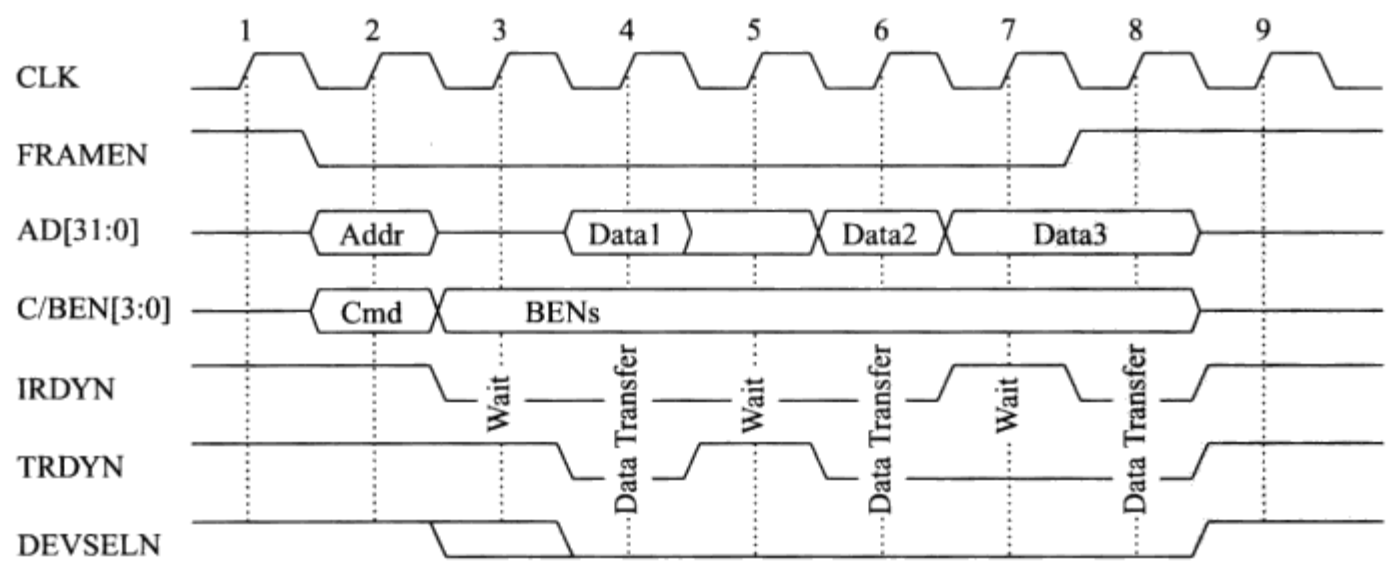 1 2 3 4 5 6 7 8 9
CLK
FRAMEN
AD[31:0] Addr Data1 Data2 Data3
C/BEN[3:0] Cmd BENs
IRDYN
Wait Data Transfer Wait Data Transfer Wait Data Transfer
TRDYN
DEVSELN